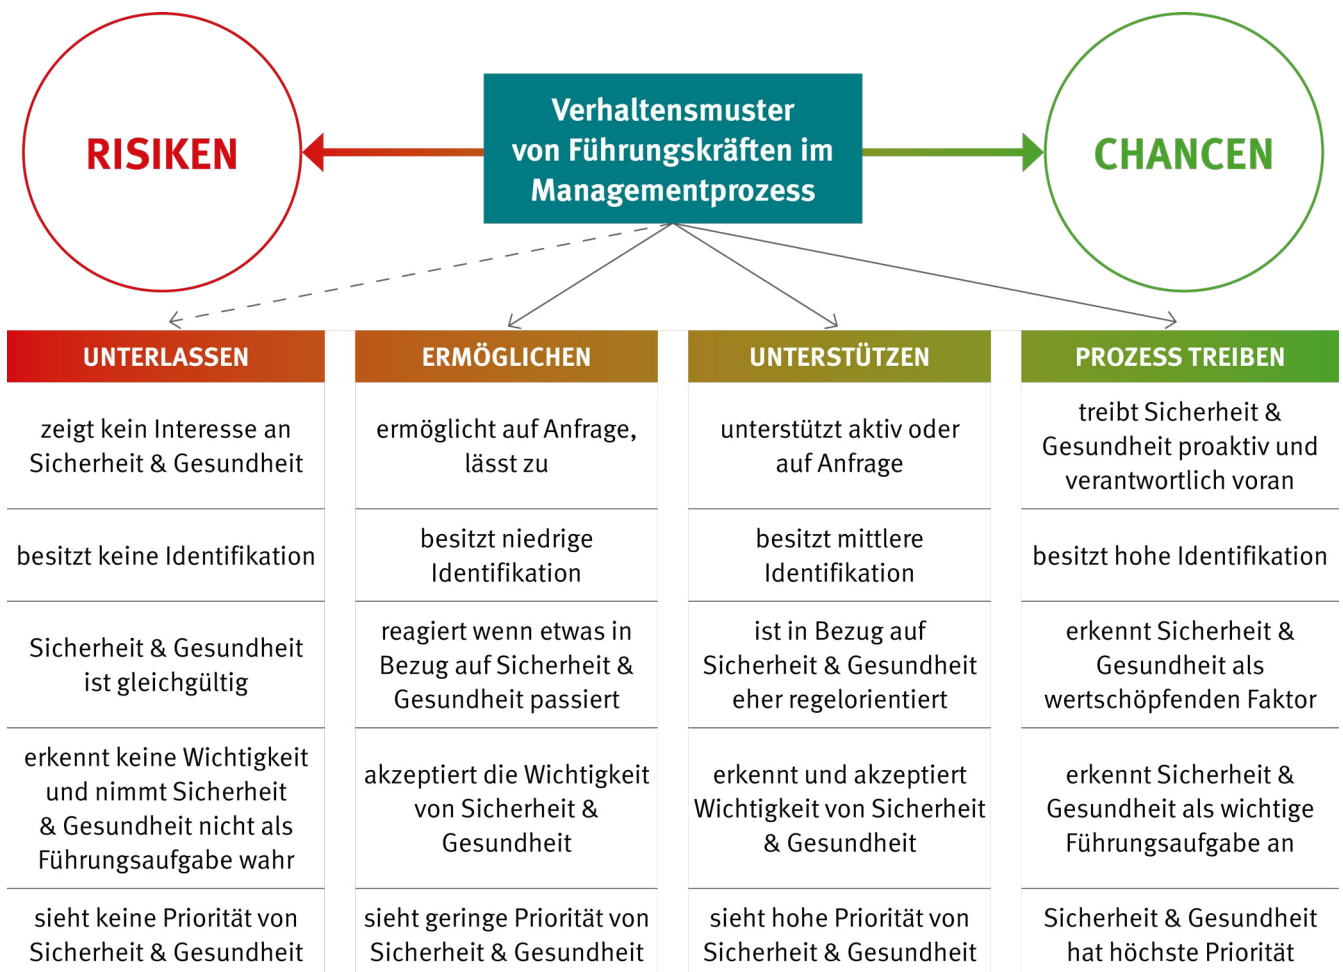 RISIKEN
Verhaltensmuster
von Führungskräften im
Managementprozess
CHANCEN
UNTERLASSEN
zeigt kein Interesse an
Sicherheit & Gesundheit
besitzt keine Identifikation
Sicherheit & Gesundheit
ist gleichgültig
erkennt keine Wichtigkeit
und nimmt Sicherheit
& Gesundheit nicht als
Führungsaufgabe wahr
sieht keine Priorität von
Sicherheit & Gesundheit
ERMÖGLICHEN
ermöglicht auf Anfrage,
lässt zu
besitzt niedrige
Identifikation
reagiert wenn etwas in
Bezug auf Sicherheit &
Gesundheit passiert
akzeptiert die Wichtigkeit
von Sicherheit &
Gesundheit
sieht geringe Priorität von
Sicherheit & Gesundheit
UNTERSTÜTZEN
unterstützt aktiv oder
auf Anfrage
besitzt mittlere
Identifikation
ist in Bezug auf
Sicherheit & Gesundheit
eher regelorientiert
erkennt und akzeptiert
Wichtigkeit von Sicherheit
& Gesundheit
sieht hohe Priorität von
Sicherheit & Gesundheit
PROZESS TREIBEN
treibt Sicherheit &
Gesundheit proaktiv und
verantwortlich voran
besitzt hohe Identifikation
erkennt Sicherheit &
Gesundheit als
wertschöpfenden Faktor
erkennt Sicherheit &
Gesundheit als wichtige
Führungsaufgabe an
Sicherheit & Gesundheit
hat höchste Priorität